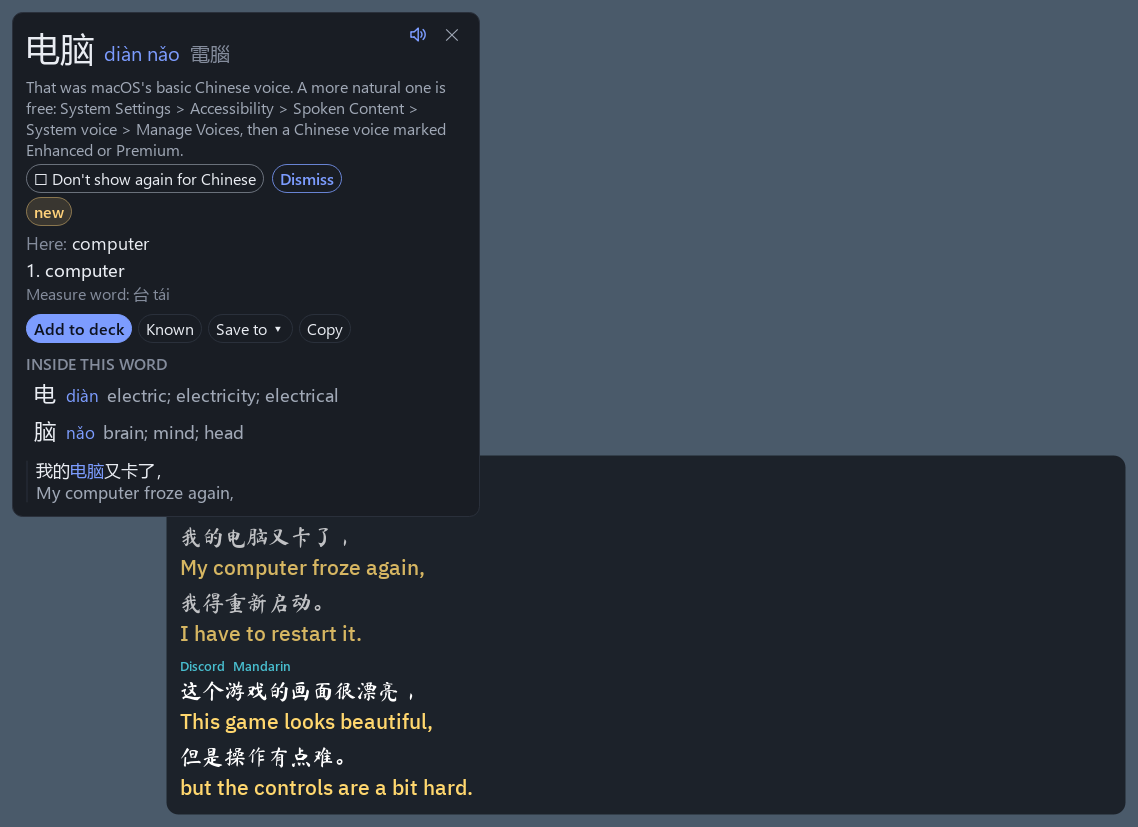 电脑 diàn nǎo 電腦
That was macOS's basic Chinese voice. A more natural one is
free: System Settings > Accessibility > Spoken Content >
System voice > Manage Voices, then a Chinese voice marked
Enhanced or Premium.
☐ Don't show again for Chinese Dismiss
new
Here: computer
1. computer
Measure word: 台 tái
Add to deck Known Save to ▾ Copy
INSIDE THIS WORD
电 diàn electric; electricity; electrical
脑 nǎo brain; mind; head
我的电脑又卡了，
My computer froze again,
我的电脑又卡了，
My computer froze again,
我得重新启动。
I have to restart it.
Discord Mandarin
这个游戏的画面很漂亮，
This game looks beautiful,
但是操作有点难。
but the controls are a bit hard.